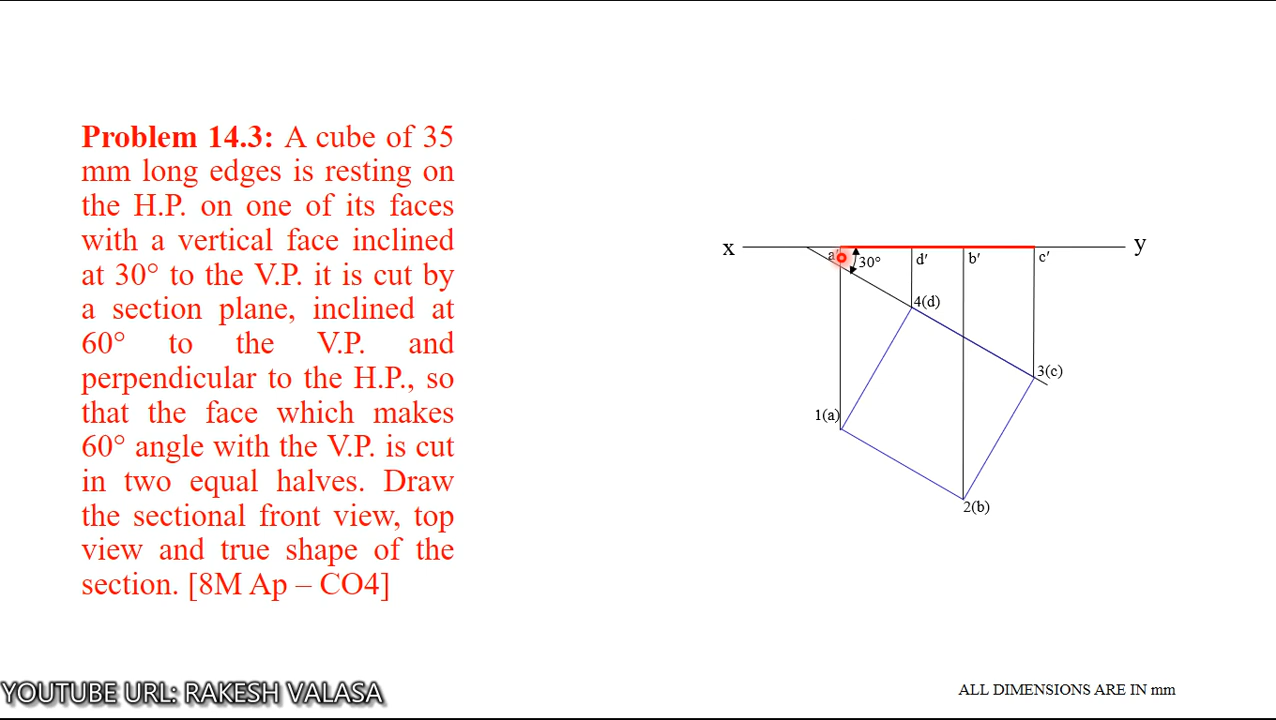 Problem 14.3: A cube of 35
mm long edges is resting on
the H.P. on one of its faces
with a vertical face inclined
at 30° to the V.P. it is cut by
a section plane, inclined at
60° to the V.P. and
perpendicular to the H.P., so
that the face which makes
60° angle with the V.P. is cut
in two equal halves. Draw
the sectional front view, top
view and true shape of the
section. [8M Ap – CO4]
x
y
a'
30°
d'
b'
c'
4(d)
3(c)
1(a)
2(b)
YOUTUBE URL: RAKESH VALASA
ALL DIMENSIONS ARE IN mm